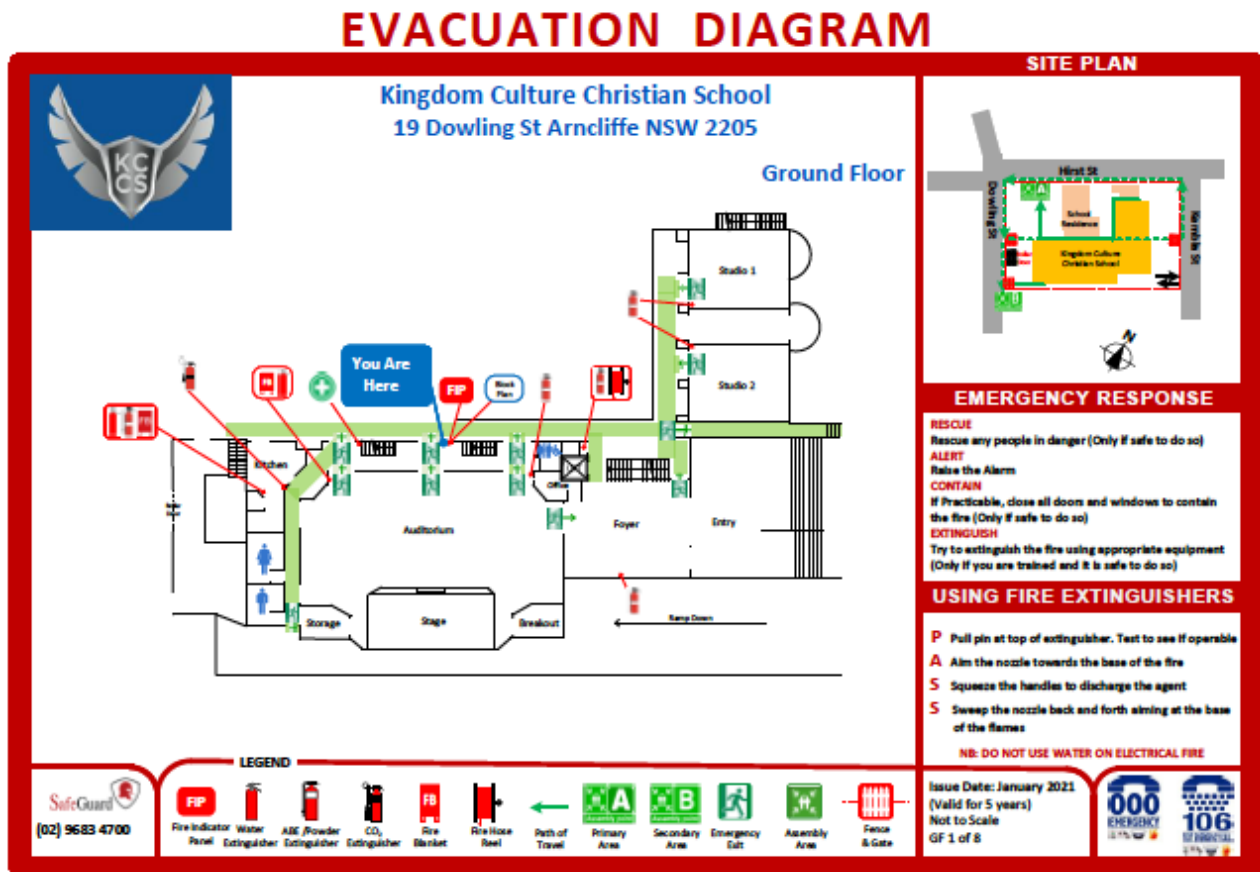 EVACUATION DIAGRAM
KC
CS
Kingdom Culture Christian School
19 Dowling St Arncliffe NSW 2205
Ground Floor
Studio 1
Studio 2
You Are
Here
FIP
Block
Plan
FB
Kitchen
Office
Auditorium
Foyer
Entry
Storage
Stage
Breakout
Ramp Down
SITE PLAN
Hirst St
Dowling St
Kembla St
A
School
Residence
Kingdom Culture
Christian School
B
N
EMERGENCY RESPONSE
RESCUE
Rescue any people in danger (Only if safe to do so)
ALERT
Raise the Alarm
CONTAIN
If Practicable, close all doors and windows to contain
the fire (Only if safe to do so)
EXTINGUISH
Try to extinguish the fire using appropriate equipment
(Only if you are trained and it is safe to do so)
USING FIRE EXTINGUISHERS
P Pull pin at top of extinguisher. Test to see if operable
A Aim the nozzle towards the base of the fire
S Squeeze the handles to discharge the agent
S Sweep the nozzle back and forth aiming at the base
of the flames
NB: DO NOT USE WATER ON ELECTRICAL FIRE
SafeGuard
(02) 9683 4700
LEGEND
FIP
Fire Indicator
Panel
Water
Extinguisher
ABE /Powder
Extinguisher
CO₂
Extinguisher
FB
Fire
Blanket
Fire Hose
Reel
Path of
Travel
A
Assembly point
Primary
Area
B
Assembly point
Secondary
Area
Emergency
Exit
Assembly
Area
Fence
& Gate
Issue Date: January 2021
(Valid for 5 years)
Not to Scale
GF 1 of 8
000
EMERGENCY
106